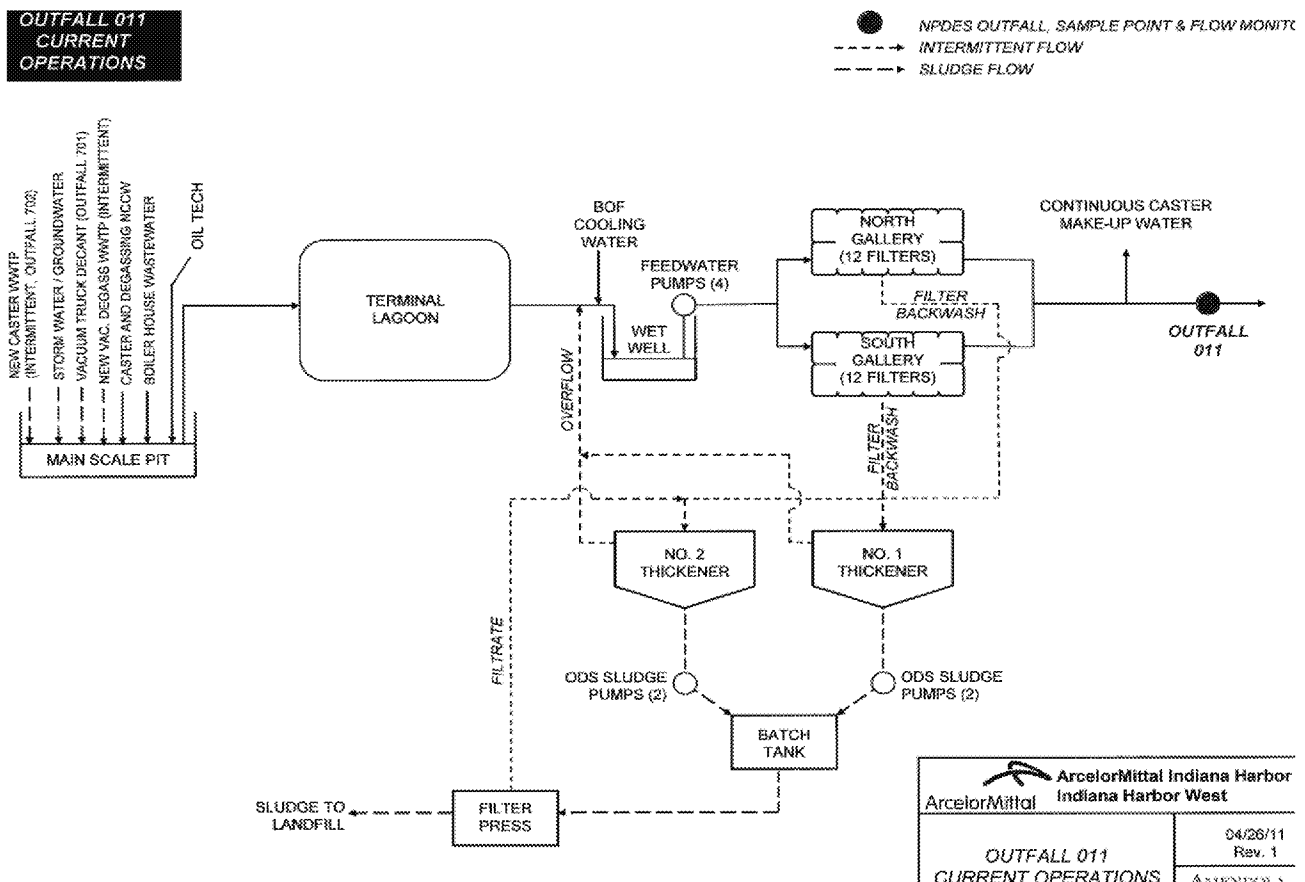 OUTFALL 011
CURRENT
OPERATIONS
NPDES OUTFALL, SAMPLE POINT & FLOW MONITO
INTERMITTENT FLOW
SLUDGE FLOW
NEW CASTER WWTP
(INTERMITTENT, OUTFALL 702)
STORM WATER / GROUNDWATER
VACUUM TRUCK DECANT (OUTFALL 701)
NEW VAC. DEGASS WWTP (INTERMITTENT)
CASTER AND DEGASSING NCCW
BOILER HOUSE WASTEWATER
OIL TECH
MAIN SCALE PIT
TERMINAL
LAGOON
BOF
COOLING
WATER
FEEDWATER
PUMPS (4)
WET
WELL
NORTH
GALLERY
(12 FILTERS)
FILTER
BACKWASH
SOUTH
GALLERY
(12 FILTERS)
CONTINUOUS CASTER
MAKE-UP WATER
OUTFALL
011
OVERFLOW
FILTER
BACKWASH
NO. 2
THICKENER
NO. 1
THICKENER
FILTRATE
ODS SLUDGE
PUMPS (2)
ODS SLUDGE
PUMPS (2)
BATCH
TANK
SLUDGE TO
LANDFILL
FILTER
PRESS
ArcelorMittal
ArcelorMittal Indiana Harbor
Indiana Harbor West
OUTFALL 011
CURRENT OPERATIONS
04/26/11
Rev. 1